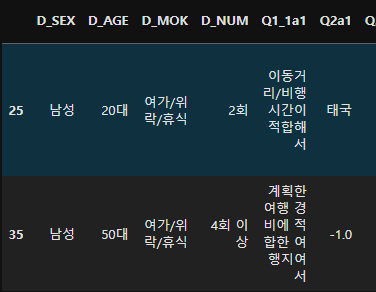 D_SEX D_AGE D_MOK D_NUM Q1_1a1 Q2a1 Q
25 남성 20대 여가/위락/휴식 2회 이동거리/비행시간이 적합해서 태국
35 남성 50대 여가/위락/휴식 4회 이상 계획한 여행 경비에 적합한 여행지여서 -1.0